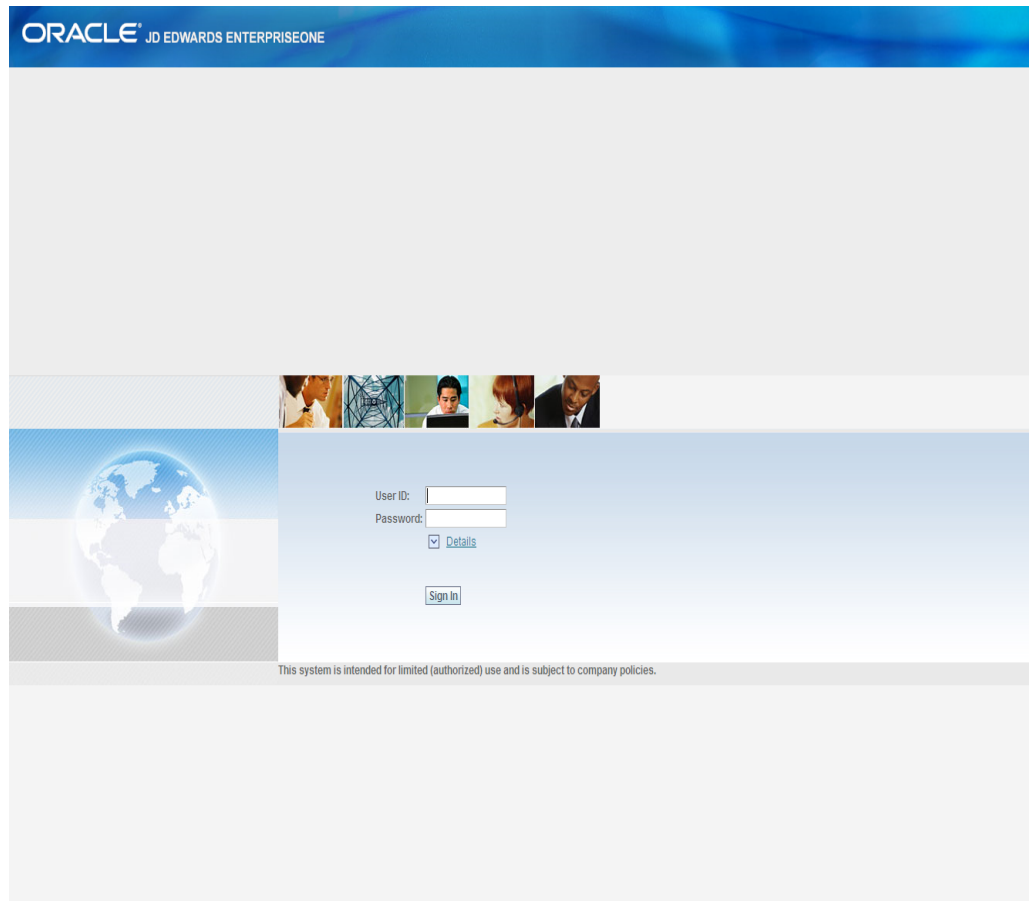 ORACLE® JD EDWARDS ENTERPRISEONE
User ID:
Password:
Details
Sign In
This system is intended for limited (authorized) use and is subject to company policies.